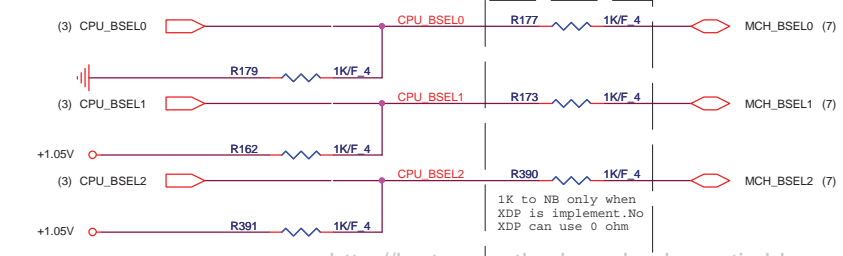 (3) CPU_BSEL0 CPU_BSEL0 R177 1K/F_4 MCH_BSEL0 (7)
R179 1K/F_4
(3) CPU_BSEL1 CPU_BSEL1 R173 1K/F_4 MCH_BSEL1 (7)
+1.05V R162 1K/F_4
(3) CPU_BSEL2 CPU_BSEL2 R390 1K/F_4 MCH_BSEL2 (7)
1K to NB only when
XDP is implement.No
XDP can use 0 ohm
+1.05V R391 1K/F_4